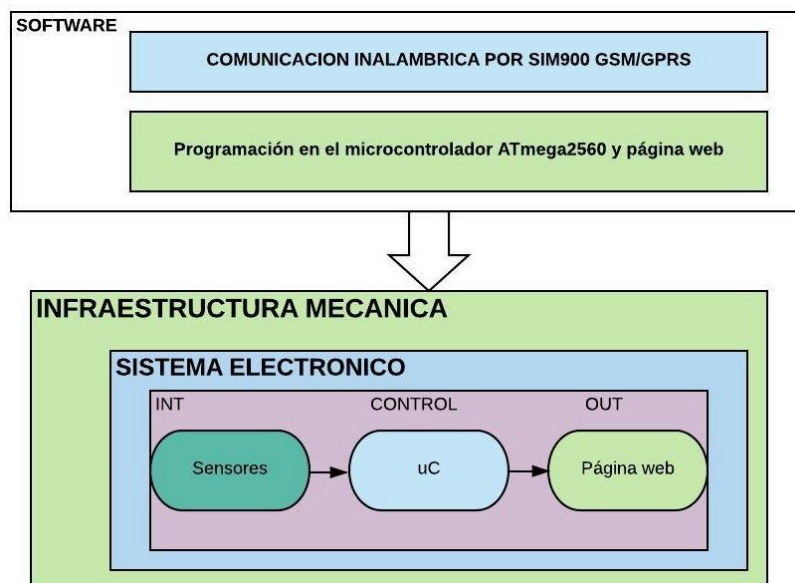 SOFTWARE
COMUNICACION INALAMBRICA POR SIM900 GSM/GPRS
Programación en el microcontrolador ATmega2560 y página web
INFRAESTRUCTURA MECANICA
SISTEMA ELECTRONICO
INT CONTROL OUT
Sensores uC Página web